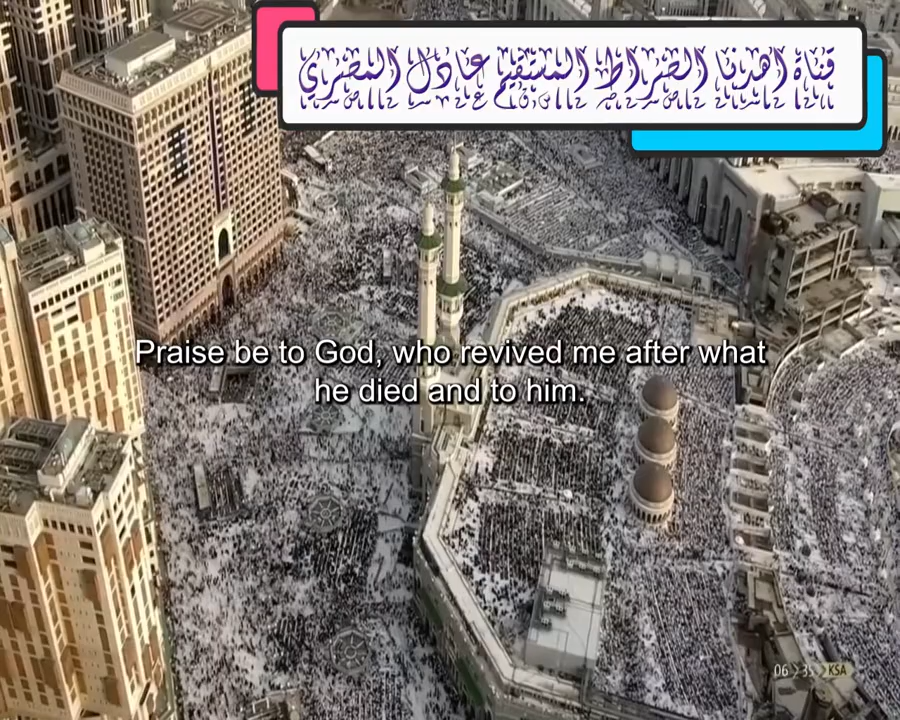 قناة اهدنا الصراط المستقيم عادل المصري
Praise be to God, who revived me after what
he died and to him.
06 35 KSA